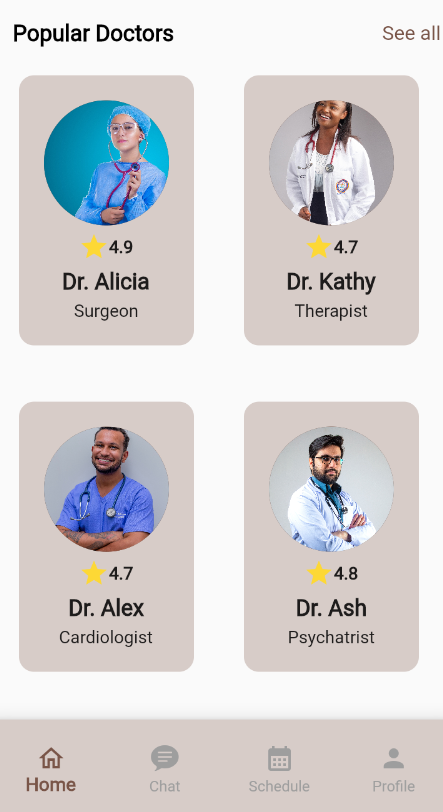 Popular Doctors See all
4.9 4.7
Dr. Alicia Dr. Kathy
Surgeon Therapist
4.7 4.8
Dr. Alex Dr. Ash
Cardiologist Psychatrist
Home Chat Schedule Profile